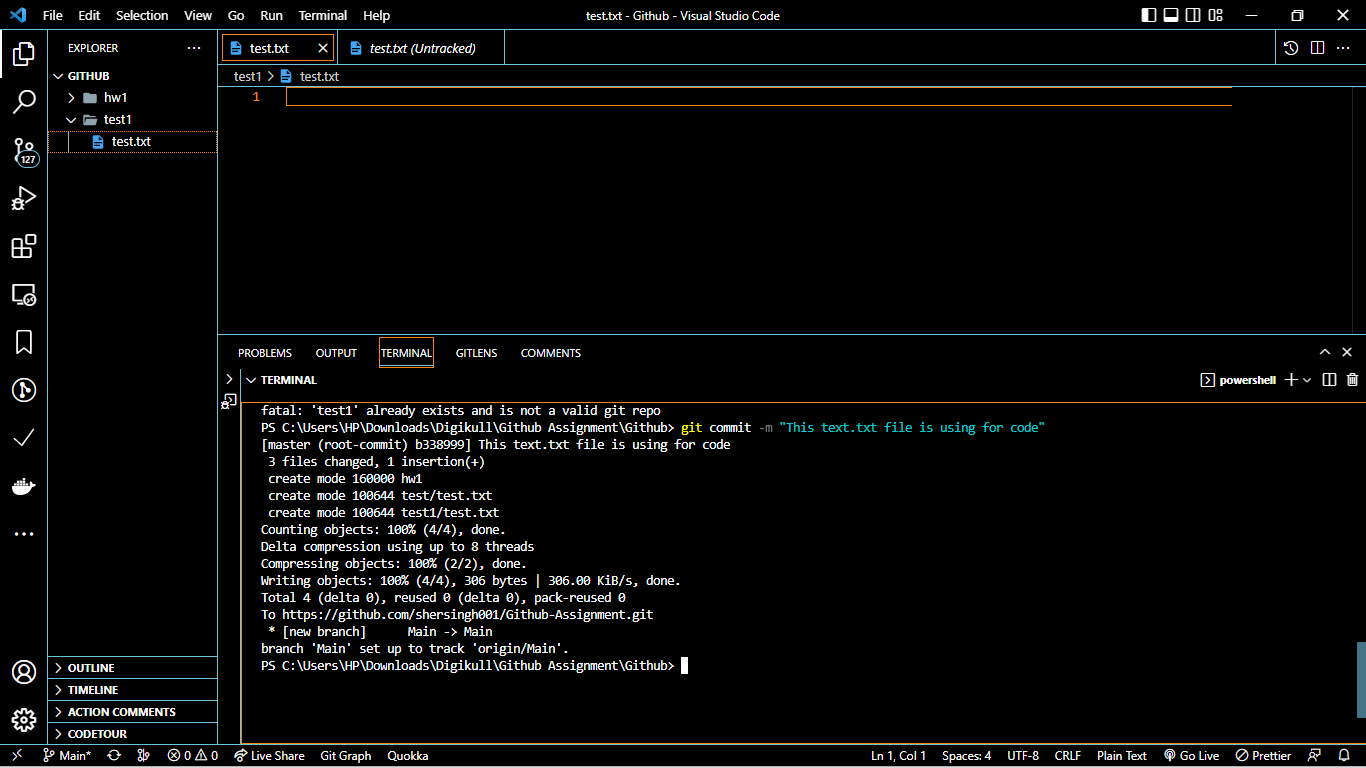 File Edit Selection View Go Run Terminal Help
test.txt - Github - Visual Studio Code
EXPLORER
GITHUB
hw1
test1
test.txt
127
OUTLINE
TIMELINE
ACTION COMMENTS
CODETOUR
test.txt
test.txt (Untracked)
test1 > test.txt
1
PROBLEMS OUTPUT TERMINAL GITLENS COMMENTS
TERMINAL
powershell
fatal: 'test1' already exists and is not a valid git repo
PS C:\Users\HP\Downloads\Digikull\Github Assignment\Github> git commit -m "This text.txt file is using for code"
[master (root-commit) b338999] This text.txt file is using for code
3 files changed, 1 insertion(+)
create mode 160000 hw1
create mode 100644 test/test.txt
create mode 100644 test1/test.txt
Counting objects: 100% (4/4), done.
Delta compression using up to 8 threads
Compressing objects: 100% (2/2), done.
Writing objects: 100% (4/4), 306 bytes | 306.00 KiB/s, done.
Total 4 (delta 0), reused 0 (delta 0), pack-reused 0
To https://github.com/shersingh001/Github-Assignment.git
* [new branch] Main -> Main
branch 'Main' set up to track 'origin/Main'.
PS C:\Users\HP\Downloads\Digikull\Github Assignment\Github>
Main* 0 0 Live Share Git Graph Quokka Ln 1, Col 1 Spaces: 4 UTF-8 CRLF Plain Text Go Live Prettier